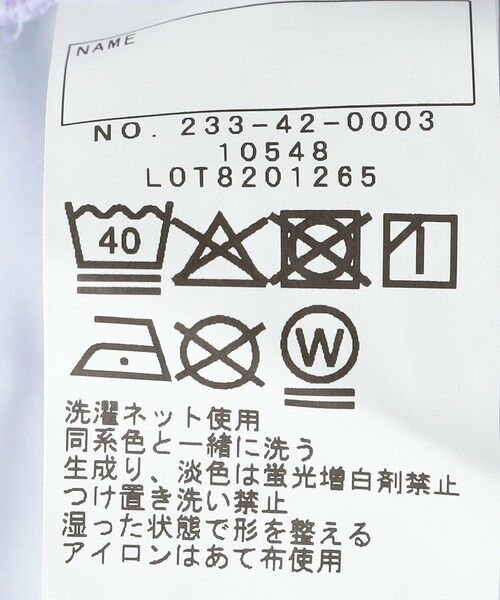 NAME
NO. 233-42-0003
10548
LOT8201265
40
W
洗濯ネット使用
同系色と一緒に洗う
生成り、淡色は蛍光増白剤禁止
つけ置き洗い禁止
湿った状態で形を整える
アイロンはあて布使用